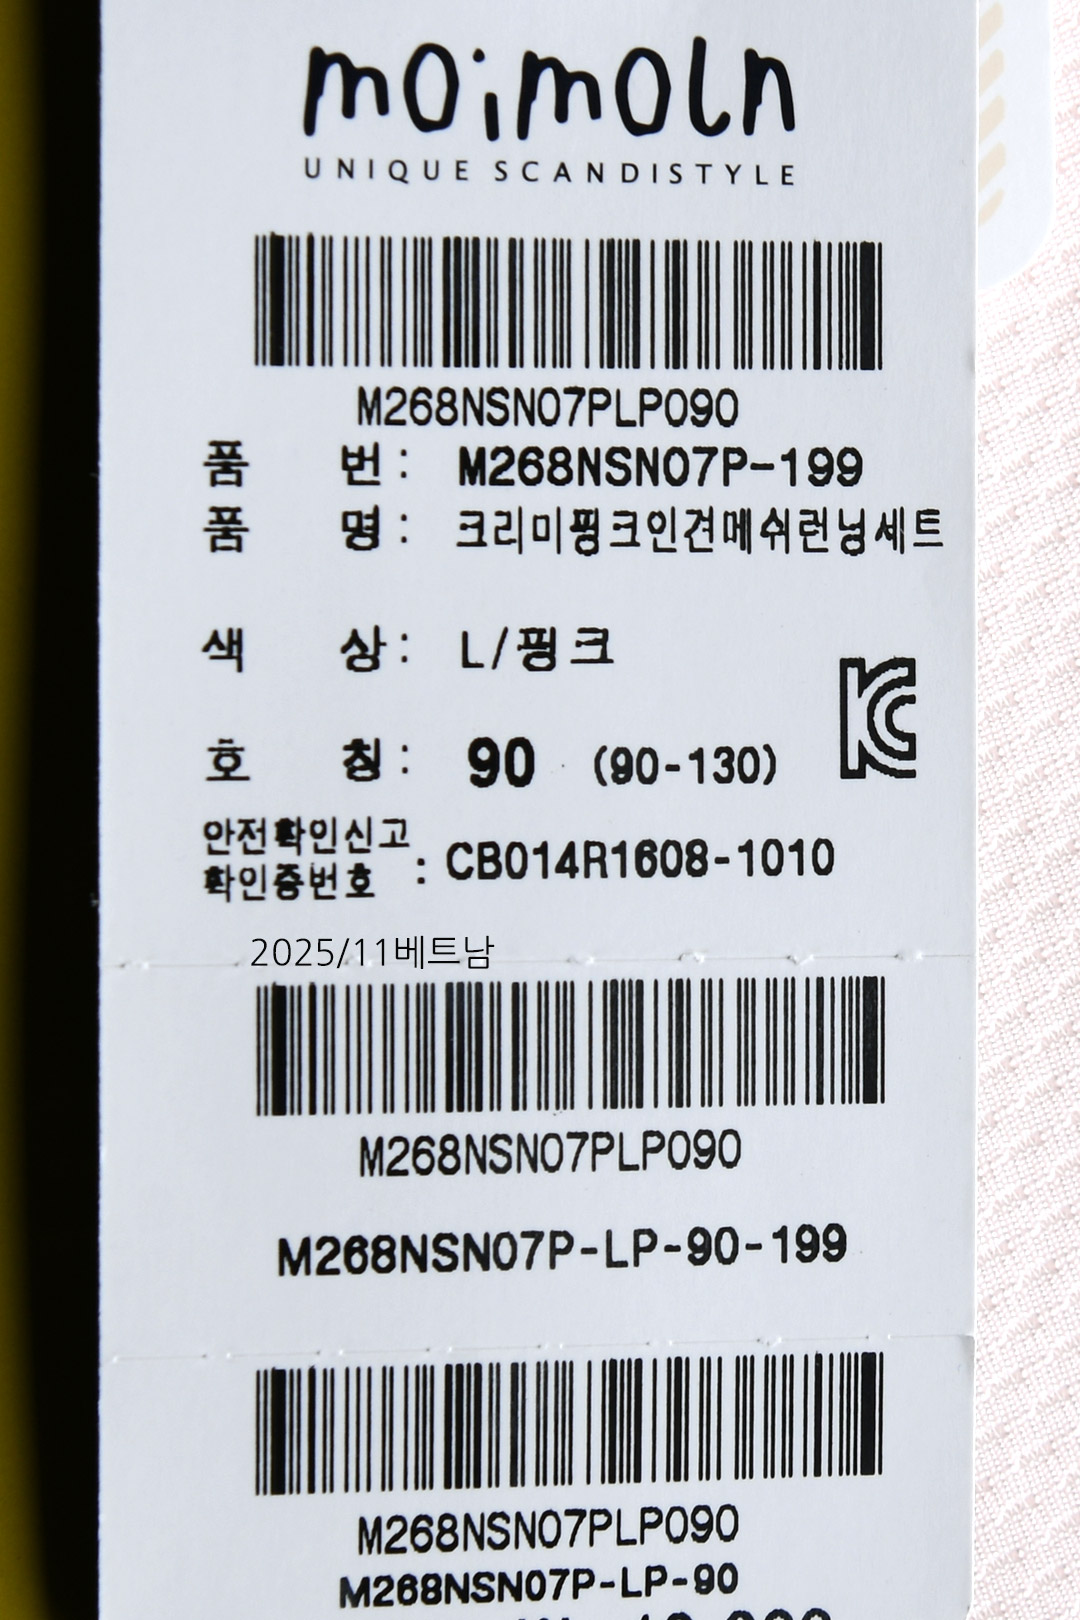 moimoln
UNIQUE SCANDISTYLE
M268NSN07PLP090
품 번 : M268NSN07P-199
품 명 : 크리미핑크인견메쉬런닝세트
색 상 : L/핑크
호 칭 : 90 (90-130)
안전확인신고
확인증번호 : CB014R1608-1010
2025/11베트남
M268NSN07PLP090
M268NSN07P-LP-90-199
M268NSN07PLP090
M268NSN07P-LP-90